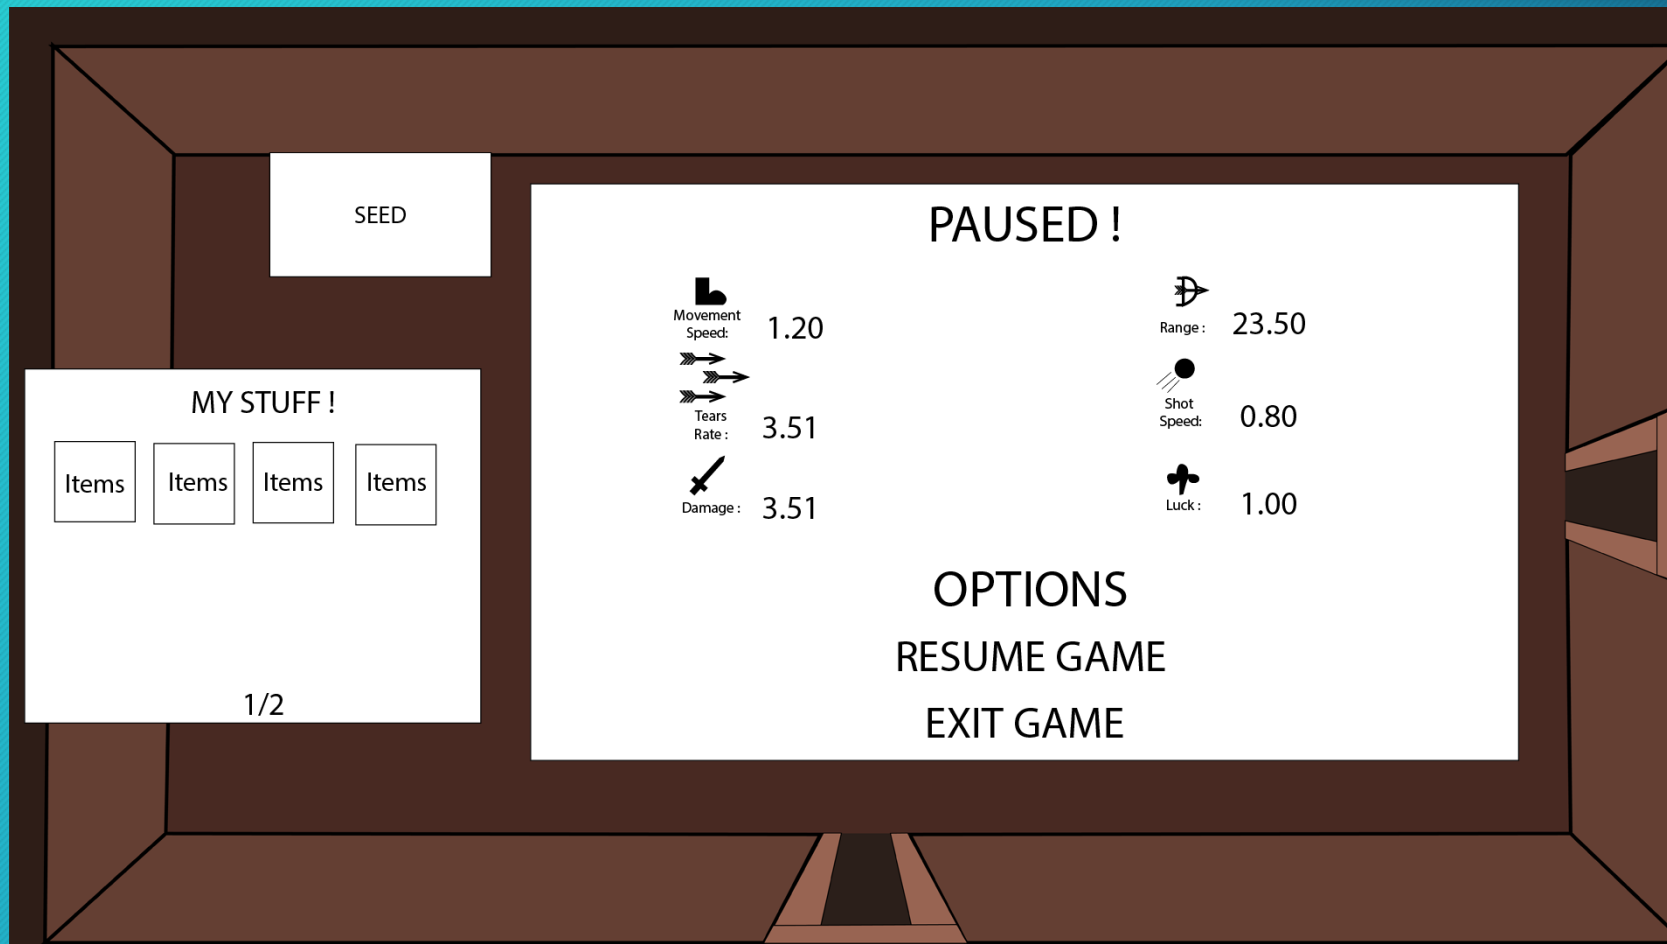 SEED
PAUSED !
Movement
Speed:
1.20
Tears
Rate :
3.51
Damage :
3.51
Range :
23.50
Shot
Speed:
0.80
Luck :
1.00
MY STUFF !
Items
Items
Items
Items
1/2
OPTIONS
RESUME GAME
EXIT GAME